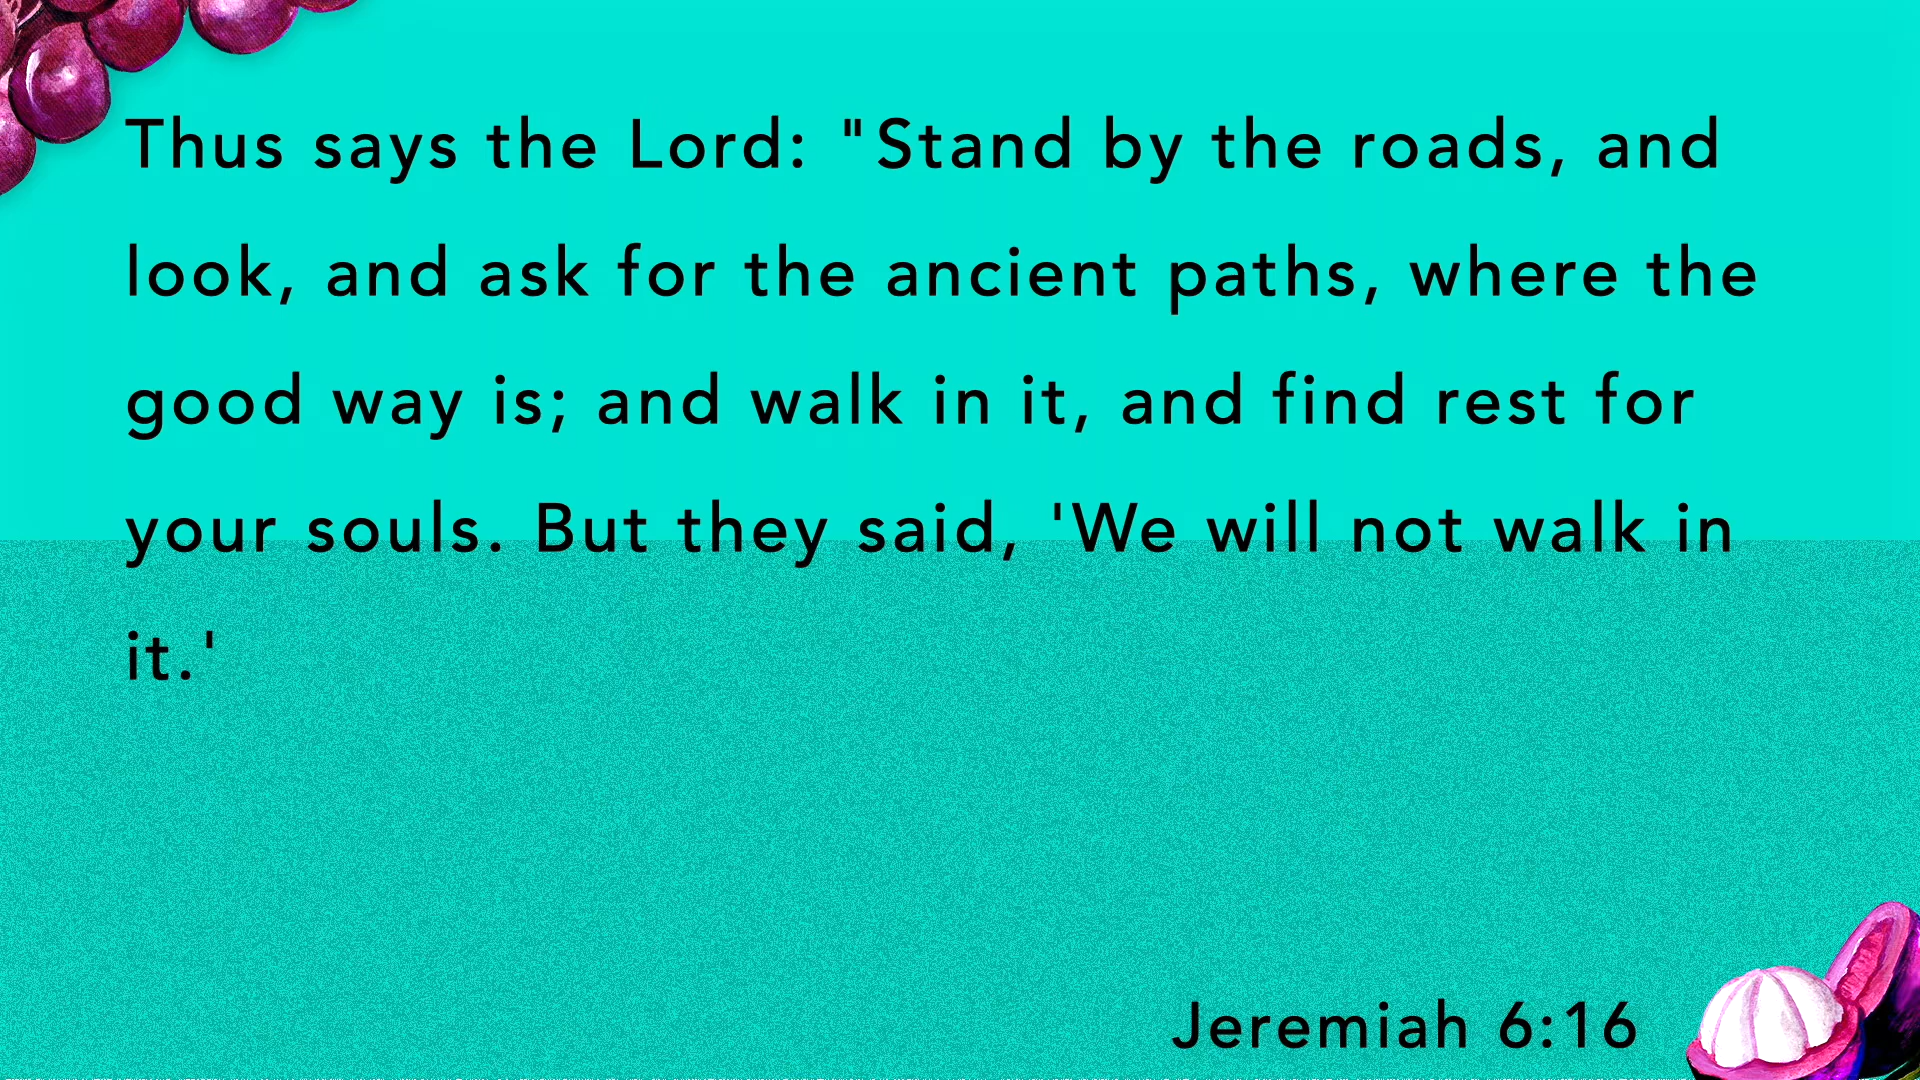 Thus says the Lord: "Stand by the roads, and
look, and ask for the ancient paths, where the
good way is; and walk in it, and find rest for
your souls. But they said, 'We will not walk in
it.'
Jeremiah 6:16